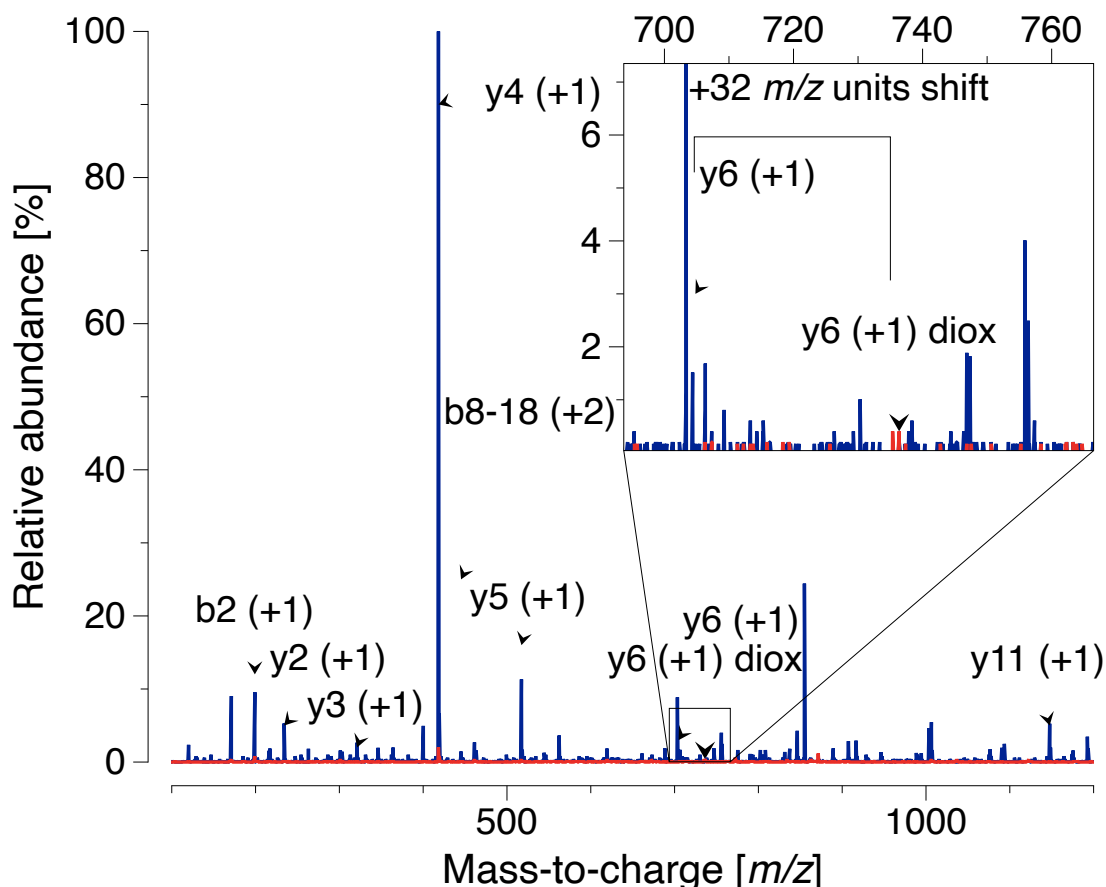 700 720 740 760
100
+32 m/z units shift
y4 (+1)
6
y6 (+1)
80
4
y6 (+1) diox
60
2
b8-18 (+2)
Relative abundance [%]
40
y5 (+1)
b2 (+1)
y6 (+1)
20
y2 (+1)
y6 (+1) diox
y11 (+1)
y3 (+1)
0
500 1000
Mass-to-charge [m/z]